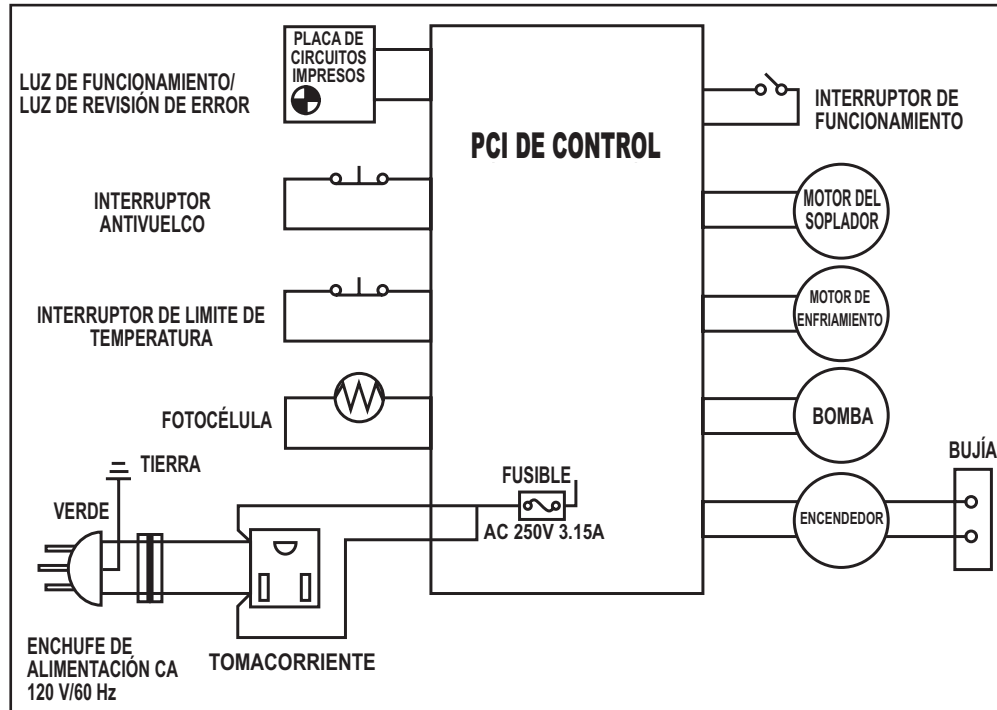 PLACA DE
CIRCUITOS
IMPRESOS
LUZ DE FUNCIONAMIENTO/
LUZ DE REVISIÓN DE ERROR
PCI DE CONTROL
INTERRUPTOR DE
FUNCIONAMIENTO
INTERRUPTOR
ANTIVUELCO
MOTOR DEL
SOPLADOR
INTERRUPTOR DE LIMITE DE
TEMPERATURA
MOTOR DE
ENFRIAMIENTO
FOTOCÉLULA
BOMBA
TIERRA
VERDE
FUSIBLE
AC 250V 3.15A
BUJÍA
ENCENDEDOR
ENCHUFE DE
ALIMENTACIÓN CA
120 V/60 Hz
TOMACORRIENTE